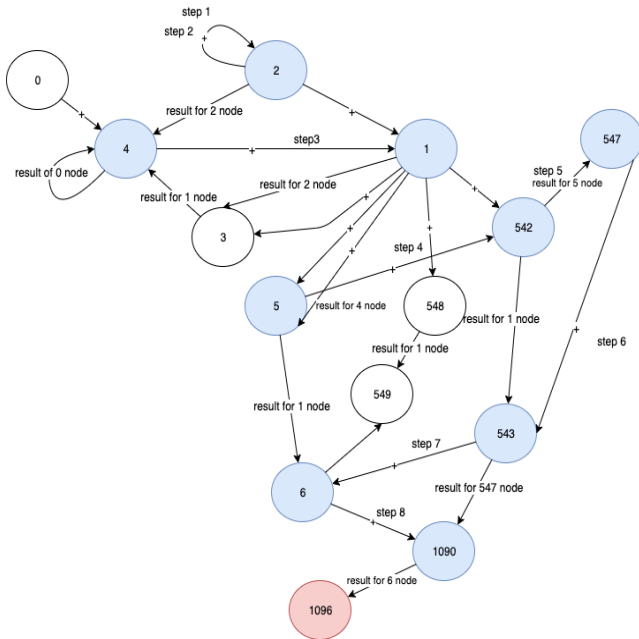 step 1
step 2
+
2
0
+
result for 2 node
+
4
+
step3
1
547
result of 0 node
result for 1 node
result for 2 node
+
+
step 5
result for 5 node
3
+
+
+
542
step 4
+
5
result for 4 node
548
result for 1 node
+
step 6
result for 1 node
549
result for 1 node
543
step 7
+
6
result for 547 node
step 8
+
1090
result for 6 node
1096